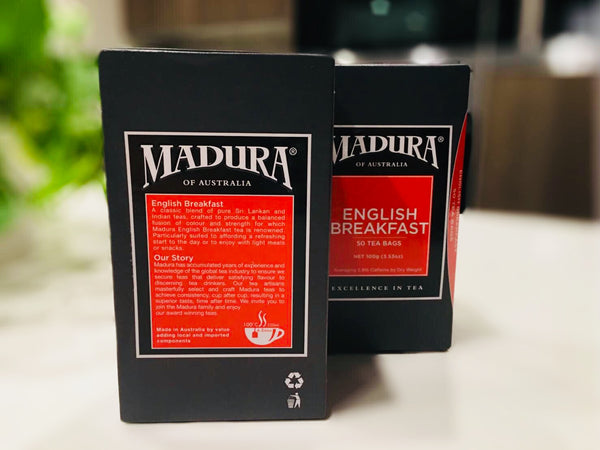 MADURA®
OF AUSTRALIA
English Breakfast
A classic blend of pure Sri Lankan and
Indian teas, crafted to produce a balanced
fusion of colour and strength for which
Madura English Breakfast tea is renowned.
Particularly suited to affording a refreshing
start to the day or to enjoy with light meals
or snacks.
Our Story
Madura has accumulated years of experience and
knowledge of the global tea industry to ensure we
secure teas that deliver satisfying flavour to
discerning tea drinkers. Our tea artisans
masterfully select and craft Madura teas to
achieve consistency, cup after cup, resulting in a
superior taste, time after time. We invite you to
join the Madura family and enjoy
our award winning teas.
Made in Australia by value
adding local and imported
components
100°C
MADURA®
OF AUSTRALIA
ENGLISH
BREAKFAST
50 TEA BAGS
NET 100g (3.53oz)
Caffeine by Dry Weight
EXCELLENCE IN TEA